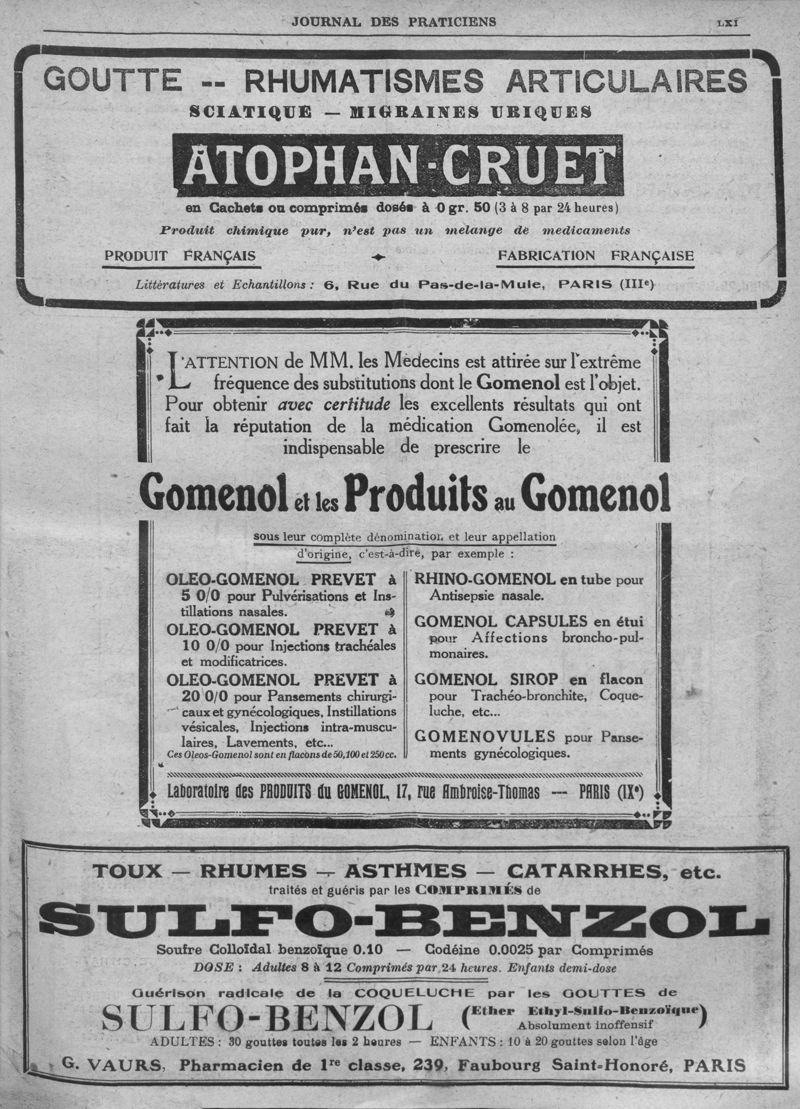 JOURNAL DES PRATICIENS LXI
GOUTTE -- RHUMATISMES ARTICULAIRES
SCIATIQUE — MIGRAINES URIQUES
ATOPHAN-CRUET
en Cachets ou comprimés dosés à 0 gr. 50 (3 à 8 par 24 heures)
Produit chimique pur, n'est pas un melange de medicaments
PRODUIT FRANÇAIS FABRICATION FRANÇAISE
Littératures et Echantillons : 6, Rue du Pas-de-la-Mule, PARIS (IIIe)
L'ATTENTION de MM. les Médecins est attirée sur l'extrême
fréquence des substitutions dont le Gomenol est l'objet.
Pour obtenir avec certitude les excellents résultats qui ont
fait la réputation de la médication Gomenolée, il est
indispensable de prescrire le
Gomenol et les Produits au Gomenol
sous leur complète dénomination et leur appellation
d'origine, c'est-à-dire, par exemple :
OLEO-GOMENOL PREVET à
5 0/0 pour Pulvérisations et Ins-
tillations nasales.
OLEO-GOMENOL PREVET à
10 0/0 pour Injections trachéales
et modificatrices.
OLEO-GOMENOL PREVET à
20 0/0 pour Pansements chirurgi-
caux et gynécologiques, Instillations
vésicales, Injections intra-muscu-
laires, Lavements, etc...
Ces Oleos-Gomenol sont en flacons de 50, 100 et 250 cc.
RHINO-GOMENOL en tube pour
Antisepsie nasale.
GOMENOL CAPSULES en étui
pour Affections broncho-pul-
monaires.
GOMENOL SIROP en flacon
pour Trachéo-bronchite, Coque-
luche, etc...
GOMENOVULES pour Panse-
ments gynécologiques.
Laboratoire des PRODUITS du GOMENOL, 17, rue Ambroise-Thomas — PARIS (IXe)
TOUX — RHUMES — ASTHMES — CATARRHES, etc.
traités et guéris par les COMPRIMÉS de
SULFO-BENZOL
Soufre Colloïdal benzoïque 0.10 — Codéine 0.0025 par Comprimés
DOSE : Adultes 8 à 12 Comprimés par 24 heures. Enfants demi-dose
Guérison radicale de la COQUELUCHE par les GOUTTES de
SULFO-BENZOL (Ether Ethyl-Sulfo-Benzoïque)
Absolument inoffensif
ADULTES : 30 gouttes toutes les 2 heures — ENFANTS : 10 à 20 gouttes selon l'âge
G. VAURS, Pharmacien de 1re classe, 239, Faubourg Saint-Honoré, PARIS